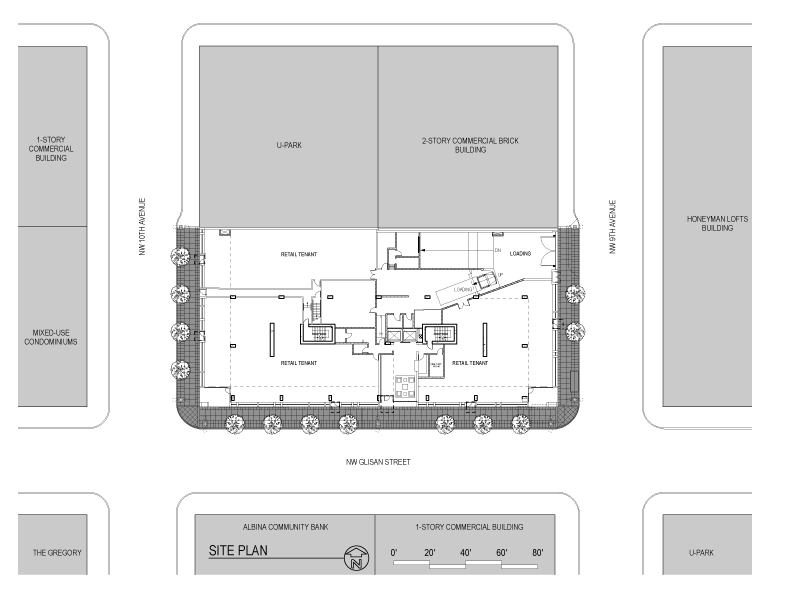 1-STORY
COMMERCIAL
BUILDING
U-PARK
2-STORY COMMERCIAL BRICK
BUILDING
NW 10TH AVENUE
NW 9TH AVENUE
HONEYMAN LOFTS
BUILDING
RETAIL TENANT
DN
LOADING
UP
LOADING
MIXED-USE
CONDOMINIUMS
RETAIL TENANT
RETAIL TENANT
NW GLISAN STREET
ALBINA COMMUNITY BANK
1-STORY COMMERCIAL BUILDING
THE GREGORY
SITE PLAN
N
0' 20' 40' 60' 80'
U-PARK